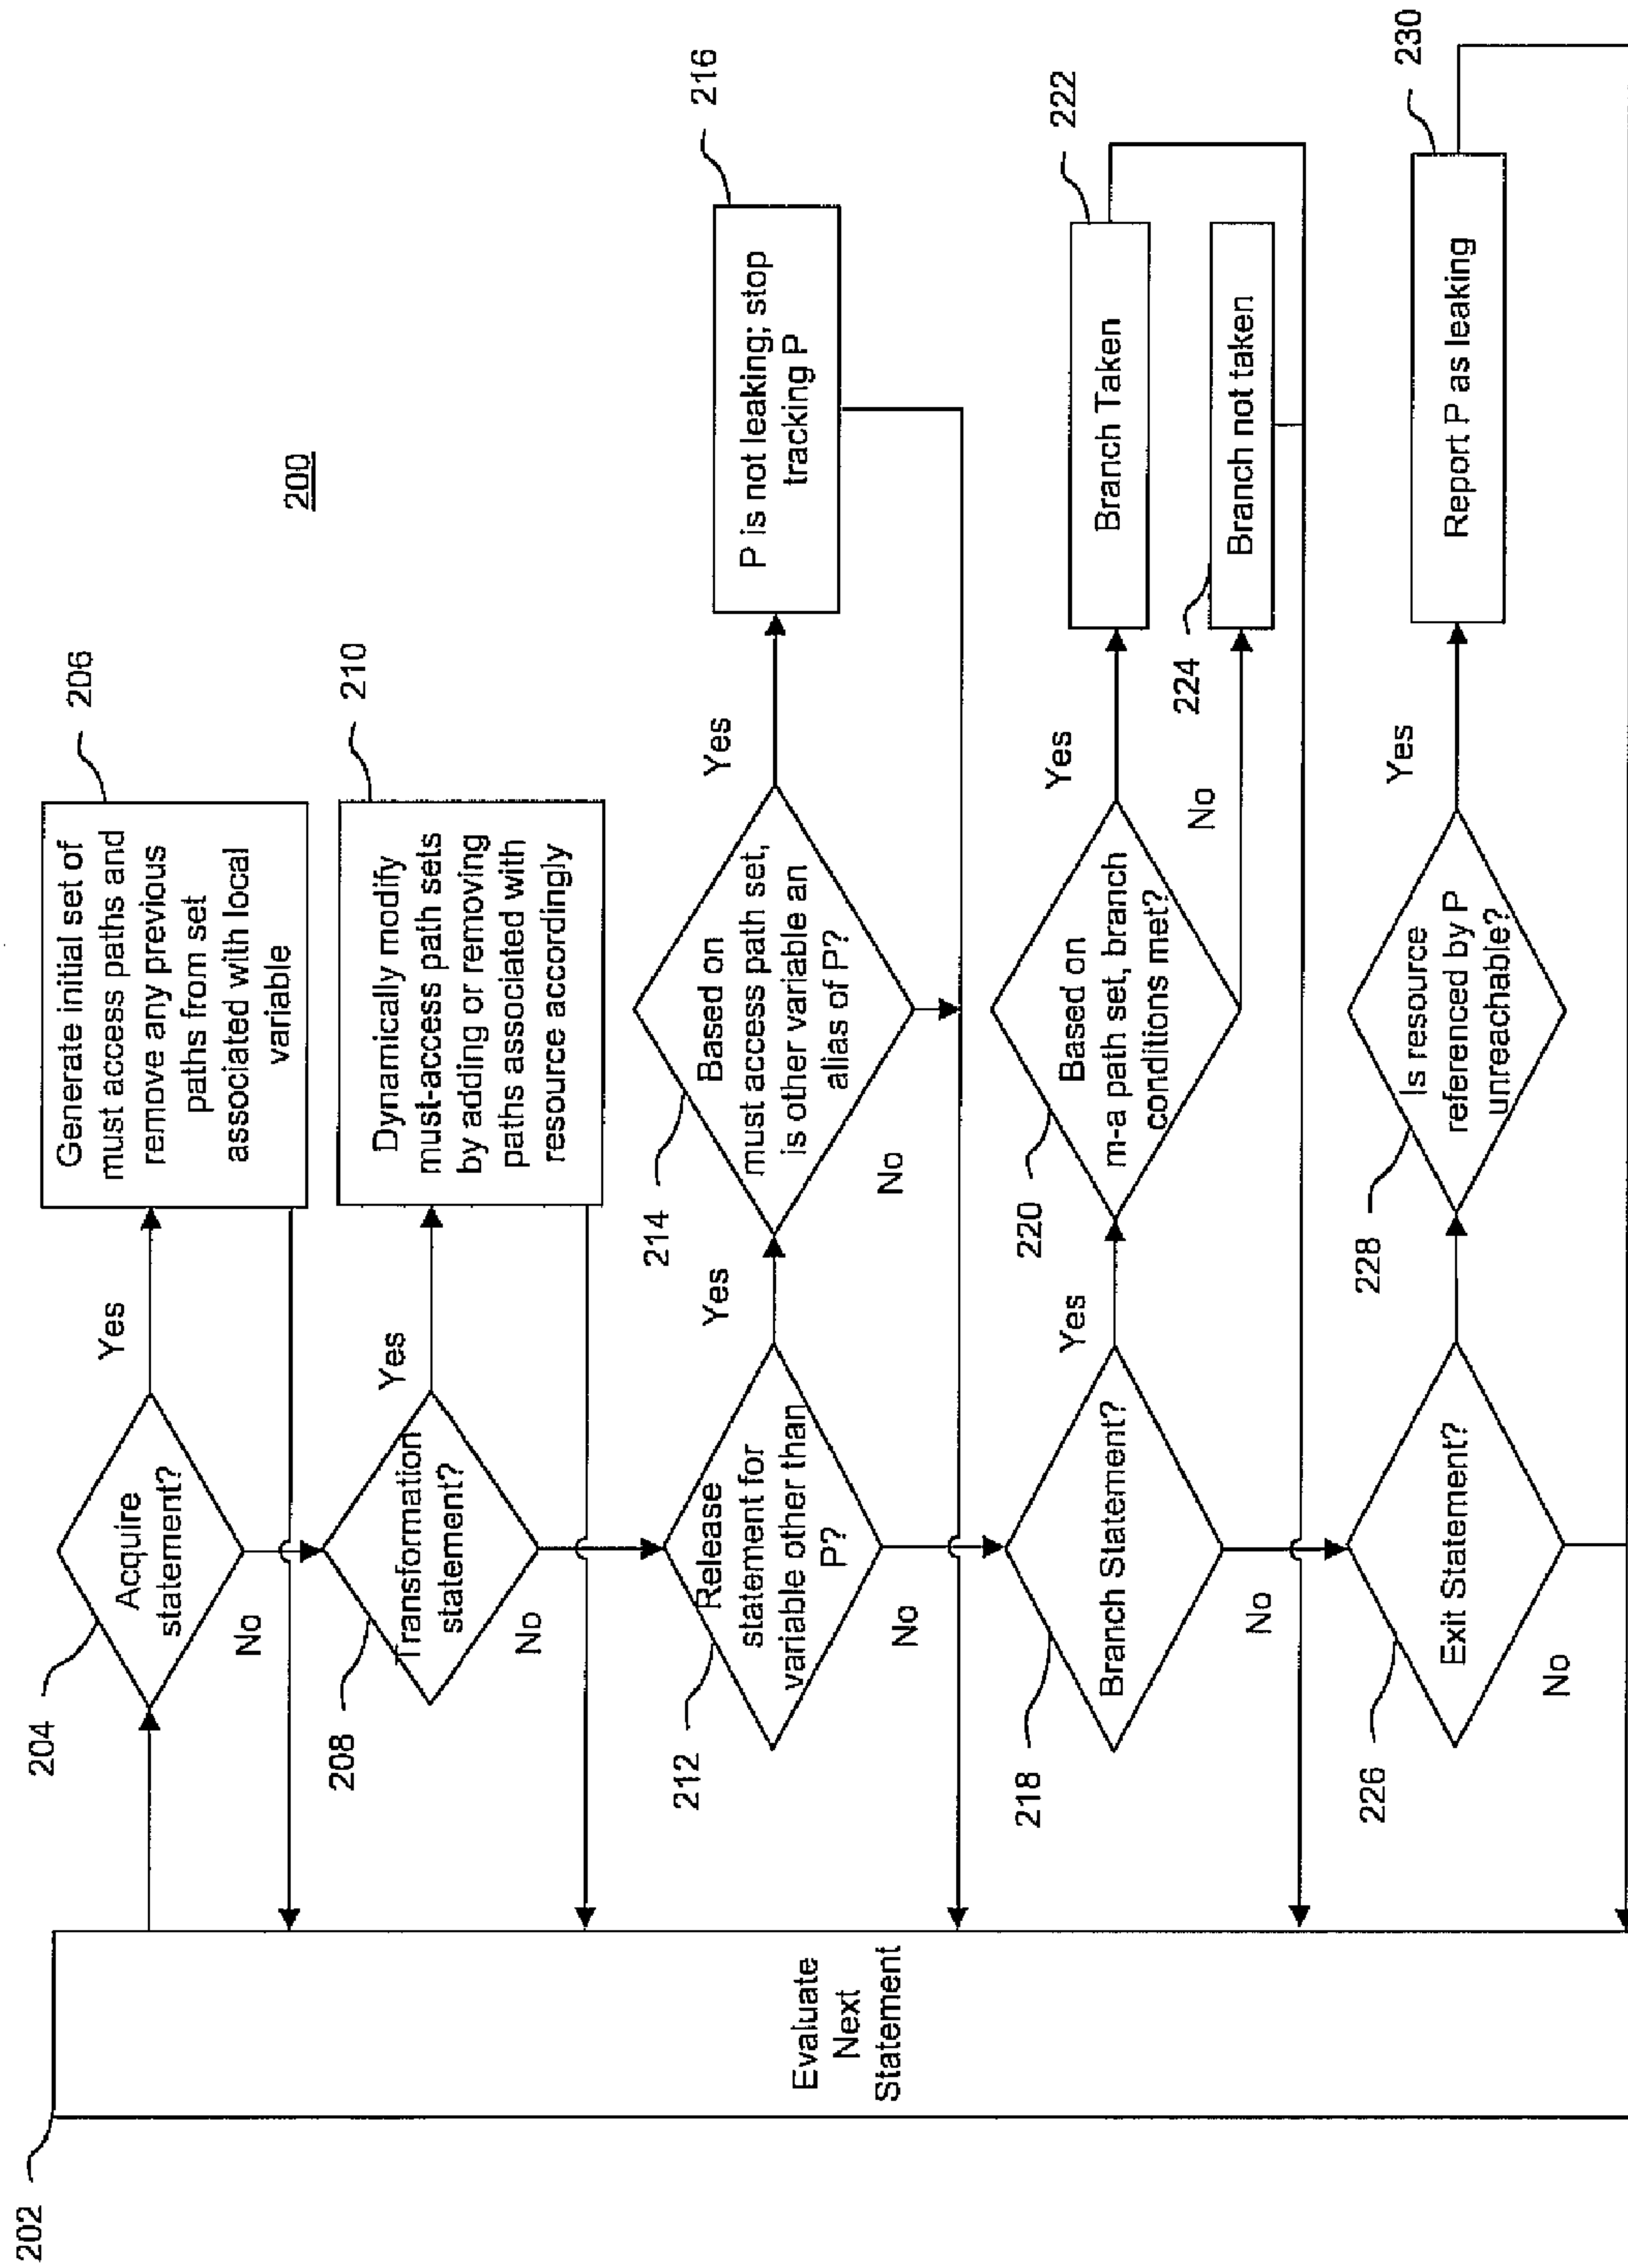 200
202
Evaluate
Next
Statement
204
Acquire
statement?
Yes
No
206
Generate initial set of
must access paths and
remove any previous
paths from set
associated with local
variable
208
Transformation
statement?
Yes
No
210
Dynamically modify
must-access path sets
by adding or removing
paths associated with
resource accordingly
212
Release
statement for
variable other than
P?
Yes
No
214
Based on
must access path set,
is other variable an
alias of P?
Yes
No
216
P is not leaking; stop
tracking P
218
Branch Statement?
Yes
No
220
Based on
m-a path set, branch
conditions met?
Yes
No
222
Branch Taken
224
Branch not taken
226
Exit Statement?
No
228
Is resource
referenced by P
unreachable?
Yes
230
Report P as leaking